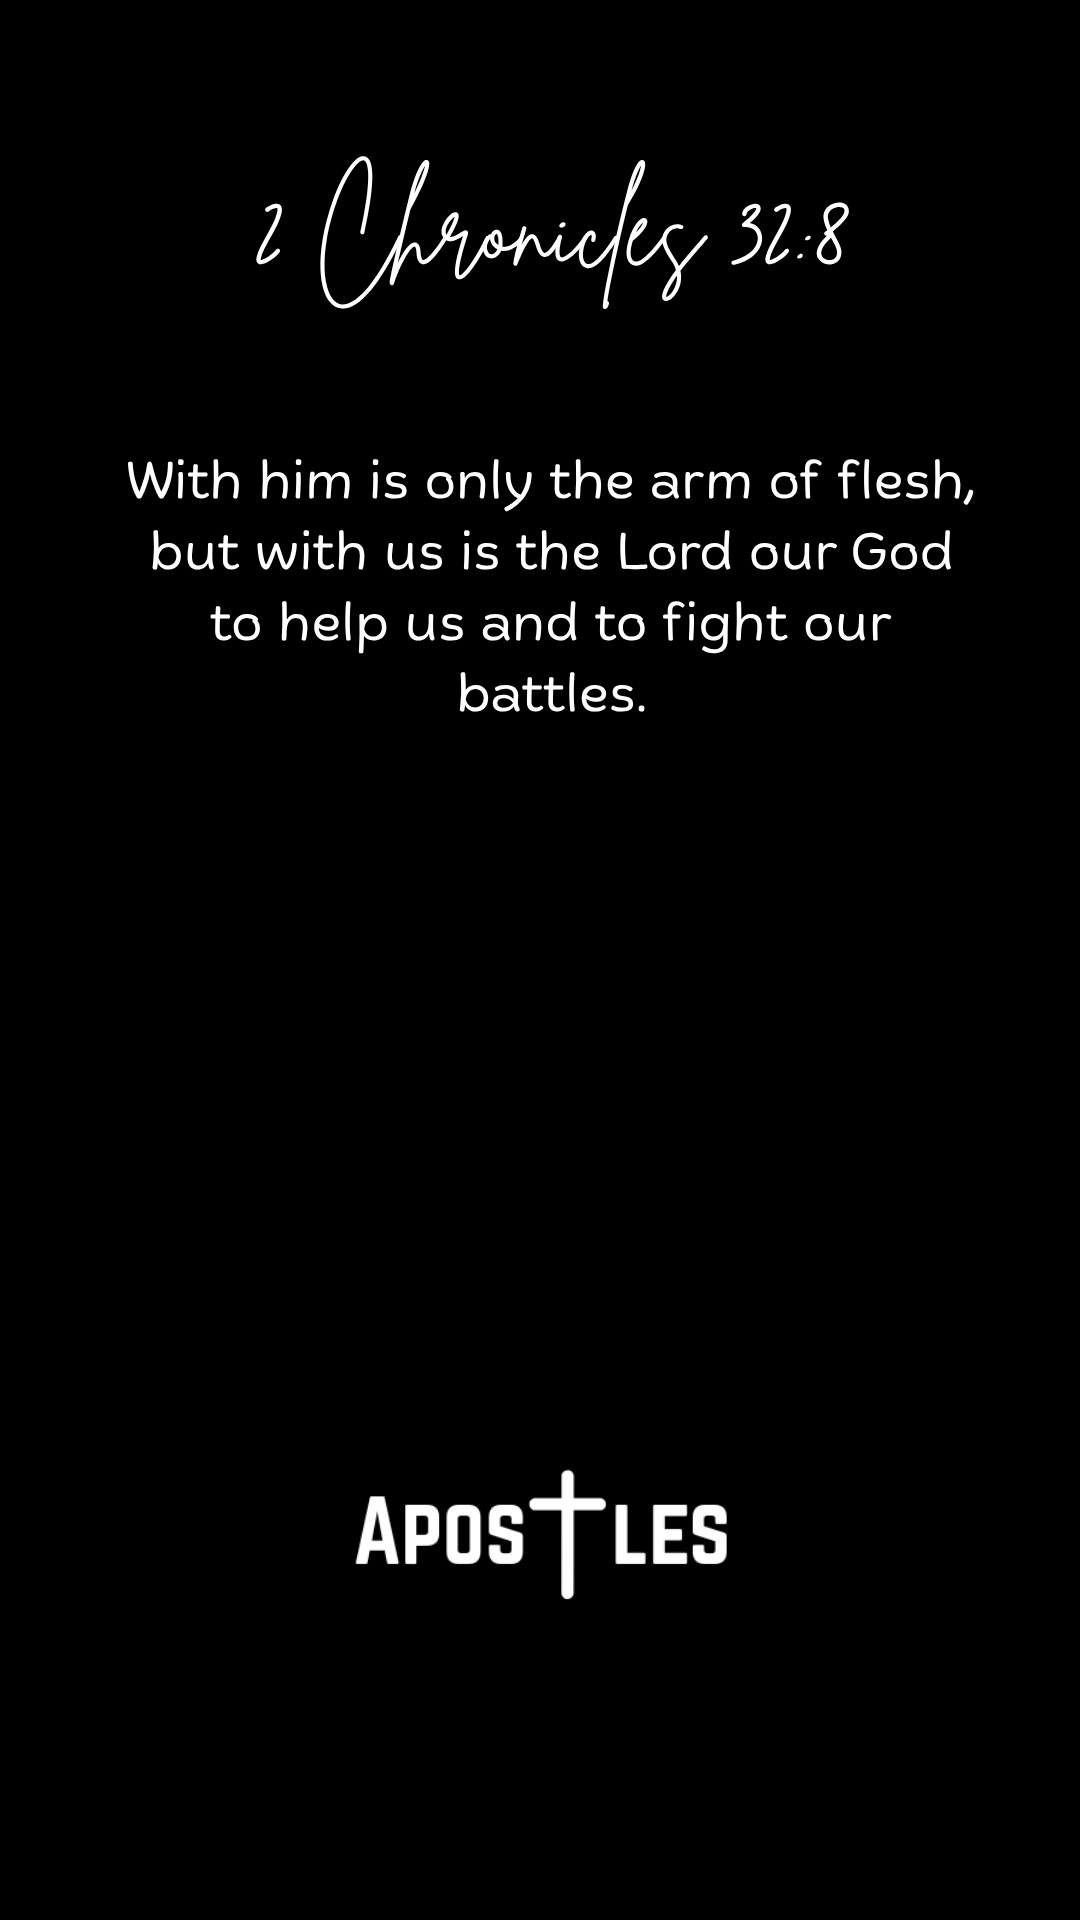 2 Chronicles 32:8
With him is only the arm of flesh,
but with us is the Lord our God
to help us and to fight our
battles.
Apostles